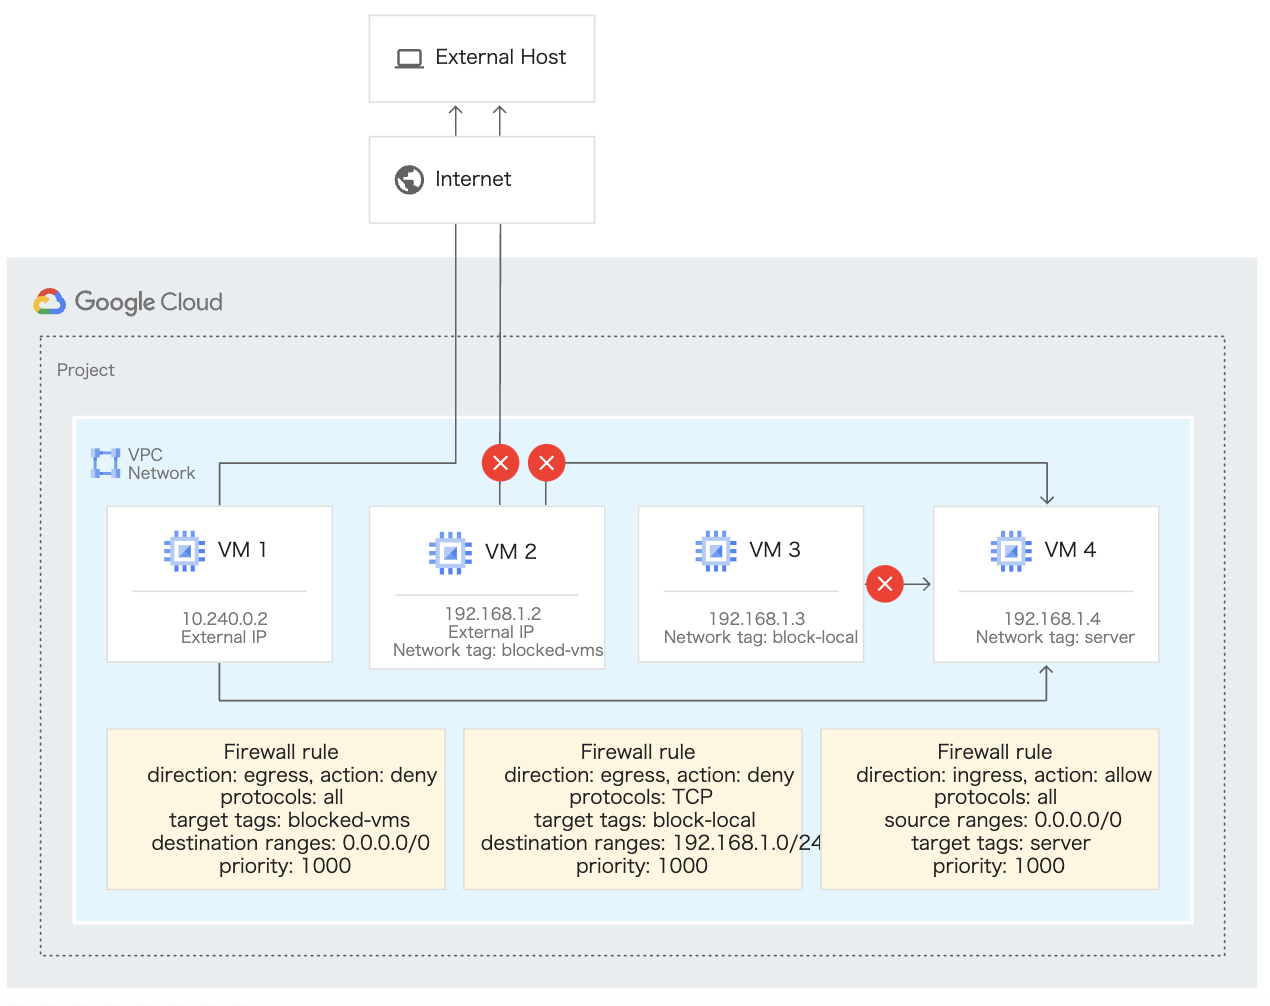 External Host
Internet
Google Cloud
Project
VPC
Network
VM 1
10.240.0.2
External IP
VM 2
192.168.1.2
External IP
Network tag: blocked-vms
VM 3
192.168.1.3
Network tag: block-local
VM 4
192.168.1.4
Network tag: server
Firewall rule
direction: egress, action: deny
protocols: all
target tags: blocked-vms
destination ranges: 0.0.0.0/0
priority: 1000
Firewall rule
direction: egress, action: deny
protocols: TCP
target tags: block-local
destination ranges: 192.168.1.0/24
priority: 1000
Firewall rule
direction: ingress, action: allow
protocols: all
source ranges: 0.0.0.0/0
target tags: server
priority: 1000